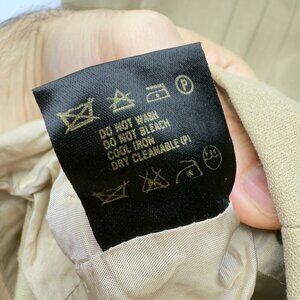 P
DO NOT WASH
DO NOT BLEACH
COOL IRON
DRY CLEANABLE (P)